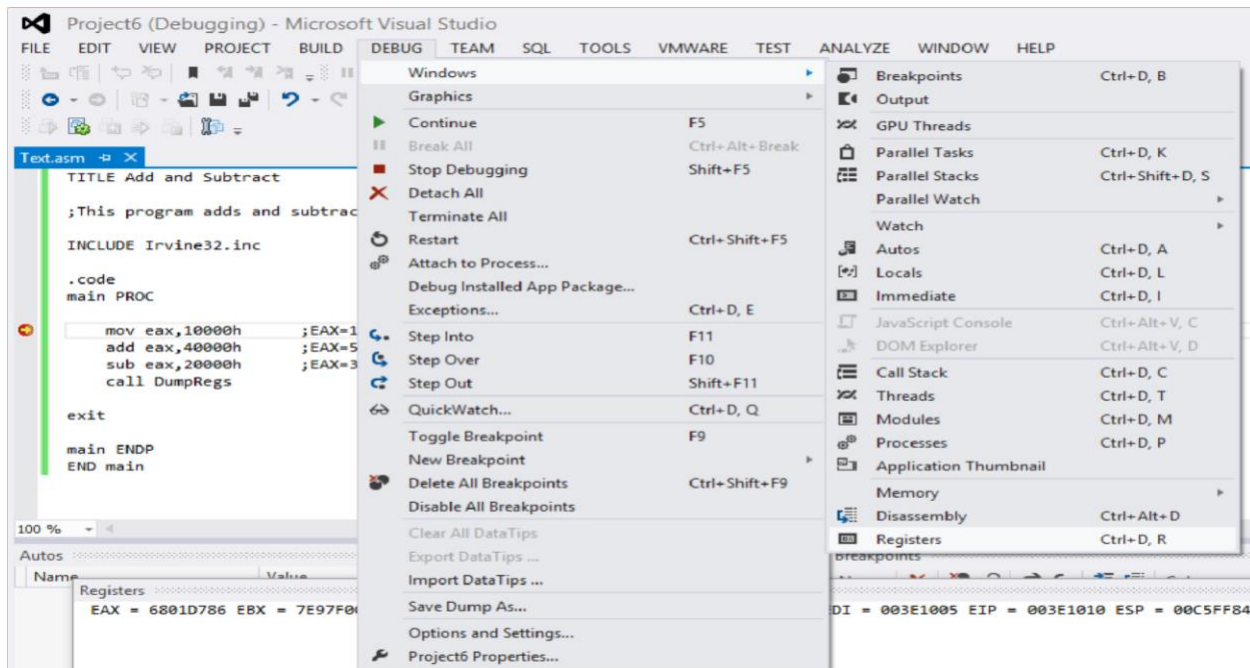 Project6 (Debugging) - Microsoft Visual Studio
FILE EDIT VIEW PROJECT BUILD DEBUG TEAM SQL TOOLS VMWARE TEST ANALYZE WINDOW HELP
Text.asm
TITLE Add and Subtract
;This program adds and subtrac
INCLUDE Irvine32.inc
.code
main PROC
mov eax,10000h ;EAX=1
add eax,40000h ;EAX=5
sub eax,20000h ;EAX=3
call DumpRegs
exit
main ENDP
END main
100 %
Autos
Name Value
Registers
EAX = 6801D786 EBX = 7E97F00
Windows
Graphics
Continue F5
Break All Ctrl+Alt+Break
Stop Debugging Shift+F5
Detach All
Terminate All
Restart Ctrl+Shift+F5
Attach to Process...
Debug Installed App Package...
Exceptions... Ctrl+D, E
Step Into F11
Step Over F10
Step Out Shift+F11
QuickWatch... Ctrl+D, Q
Toggle Breakpoint F9
New Breakpoint
Delete All Breakpoints Ctrl+Shift+F9
Disable All Breakpoints
Clear All DataTips
Export DataTips ...
Import DataTips ...
Save Dump As...
Options and Settings...
Project6 Properties...
Breakpoints Ctrl+D, B
Output
GPU Threads
Parallel Tasks Ctrl+D, K
Parallel Stacks Ctrl+Shift+D, S
Parallel Watch
Watch
Autos Ctrl+D, A
Locals Ctrl+D, L
Immediate Ctrl+D, I
JavaScript Console Ctrl+Alt+V, C
DOM Explorer Ctrl+Alt+V, D
Call Stack Ctrl+D, C
Threads Ctrl+D, T
Modules Ctrl+D, M
Processes Ctrl+D, P
Application Thumbnail
Memory
Disassembly Ctrl+Alt+D
Registers Ctrl+D, R
Breakpoints
DI = 003E1005 EIP = 003E1010 ESP = 00C5FF84